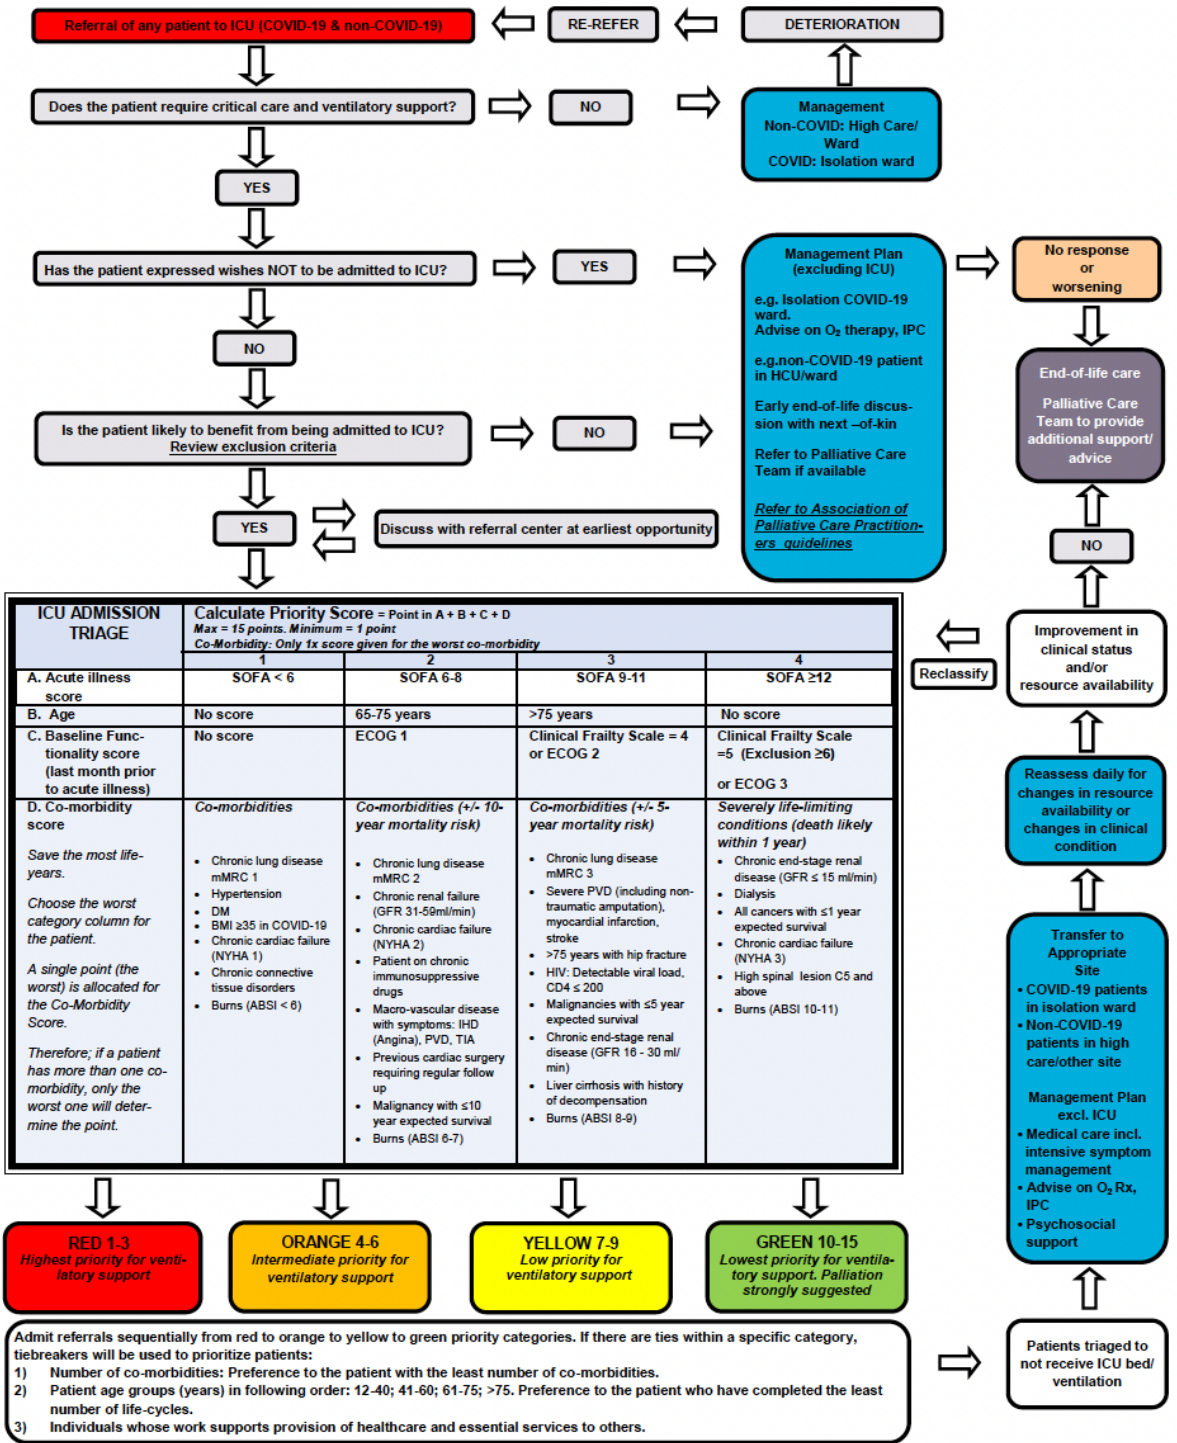 Referral of any patient to ICU (COVID-19 & non-COVID-19)
RE-REFER
DETERIORATION
Does the patient require critical care and ventilatory support?
NO
Management
Non-COVID: High Care/
Ward
COVID: Isolation ward
YES
Has the patient expressed wishes NOT to be admitted to ICU?
YES
Management Plan
(excluding ICU)
e.g. Isolation COVID-19
ward.
Advise on O₂ therapy, IPC
e.g.non-COVID-19 patient
in HCU/ward
Early end-of-life discus-
sion with next –of-kin
Refer to Palliative Care
Team if available
Refer to Association of
Palliative Care Practition-
ers guidelines
No response
or
worsening
End-of-life care
Palliative Care
Team to provide
additional support/
advice
NO
NO
Is the patient likely to benefit from being admitted to ICU?
Review exclusion criteria
NO
YES
Discuss with referral center at earliest opportunity
Improvement in
clinical status
and/or
resource availability
Reclassify
Reassess daily for
changes in resource
availability or
changes in clinical
condition
Transfer to
Appropriate
Site
• COVID-19 patients
in isolation ward
• Non-COVID-19
patients in high
care/other site
Management Plan
excl. ICU
• Medical care incl.
intensive symptom
management
• Advise on O₂ Rx,
IPC
• Psychosocial
support
ICU ADMISSION
TRIAGE
Calculate Priority Score = Point in A + B + C + D
Max = 15 points. Minimum = 1 point
Co-Morbidity: Only 1x score given for the worst co-morbidity
1
2
3
4
A. Acute illness
score
SOFA < 6
SOFA 6-8
SOFA 9-11
SOFA ≥12
B. Age
No score
65-75 years
>75 years
No score
C. Baseline Func-
tionality score
(last month prior
to acute illness)
No score
ECOG 1
Clinical Frailty Scale = 4
or ECOG 2
Clinical Frailty Scale
=5 (Exclusion ≥6)
or ECOG 3
D. Co-morbidity
score
Save the most life-
years.
Choose the worst
category column for
the patient.
A single point (the
worst) is allocated for
the Co-Morbidity
Score.
Therefore; if a patient
has more than one co-
morbidity, only the
worst one will deter-
mine the point.
Co-morbidities
• Chronic lung disease
mMRC 1
• Hypertension
• DM
• BMI ≥35 in COVID-19
• Chronic cardiac failure
(NYHA 1)
• Chronic connective
tissue disorders
• Burns (ABSI < 6)
Co-morbidities (+/- 10-
year mortality risk)
• Chronic lung disease
mMRC 2
• Chronic renal failure
(GFR 31-59ml/min)
• Chronic cardiac failure
(NYHA 2)
• Patient on chronic
immunosuppressive
drugs
• Macro-vascular disease
with symptoms: IHD
(Angina), PVD, TIA
• Previous cardiac surgery
requiring regular follow
up
• Malignancy with ≤10
year expected survival
• Burns (ABSI 6-7)
Co-morbidities (+/- 5-
year mortality risk)
• Chronic lung disease
mMRC 3
• Severe PVD (including non-
traumatic amputation),
myocardial infarction,
stroke
• >75 years with hip fracture
• HIV: Detectable viral load,
CD4 ≤ 200
• Malignancies with ≤5 year
expected survival
• Chronic end-stage renal
disease (GFR 16 - 30 ml/
min)
• Liver cirrhosis with history
of decompensation
• Burns (ABSI 8-9)
Severely life-limiting
conditions (death likely
within 1 year)
• Chronic end-stage renal
disease (GFR ≤ 15 ml/min)
• Dialysis
• All cancers with ≤1 year
expected survival
• Chronic cardiac failure
(NYHA 3)
• High spinal lesion C5 and
above
• Burns (ABSI 10-11)
RED 1-3
Highest priority for venti-
latory support
ORANGE 4-6
Intermediate priority for
ventilatory support
YELLOW 7-9
Low priority for
ventilatory support
GREEN 10-15
Lowest priority for ventila-
tory support. Palliation
strongly suggested
Admit referrals sequentially from red to orange to yellow to green priority categories. If there are ties within a specific category,
tiebreakers will be used to prioritize patients:
1) Number of co-morbidities: Preference to the patient with the least number of co-morbidities.
2) Patient age groups (years) in following order: 12-40; 41-60; 61-75; >75. Preference to the patient who have completed the least
number of life-cycles.
3) Individuals whose work supports provision of healthcare and essential services to others.
Patients triaged to
not receive ICU bed/
ventilation